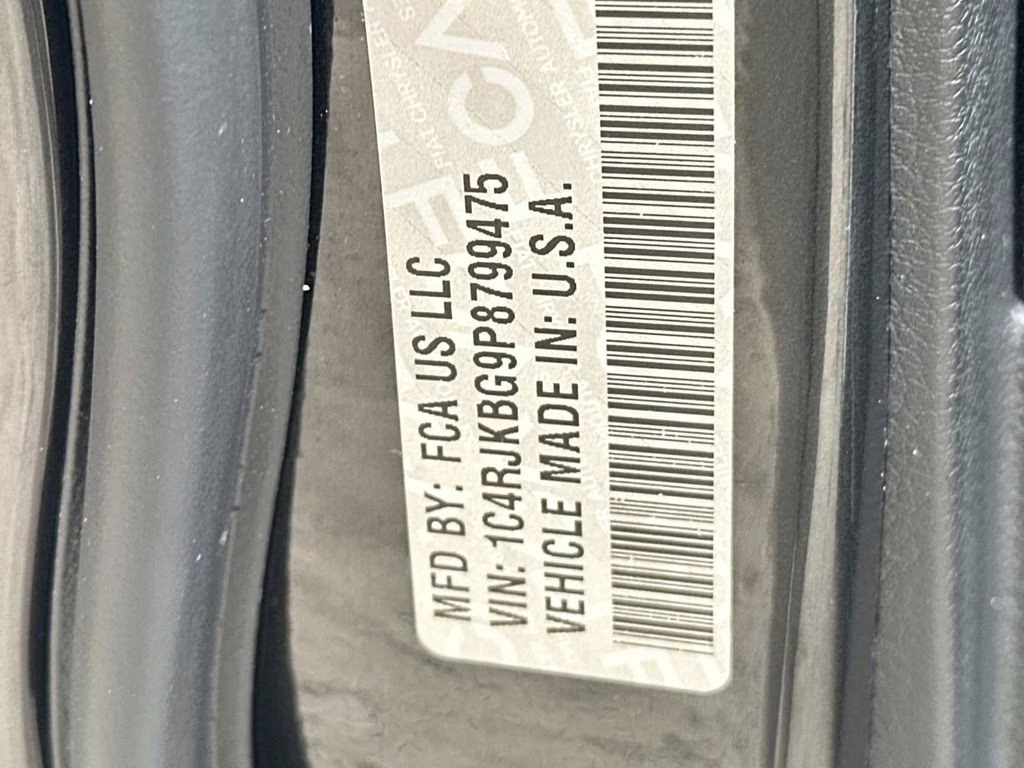 MFD BY: FCA US LLC
VIN: 1C4RJKBG9P8799475
VEHICLE MADE IN: U.S.A.